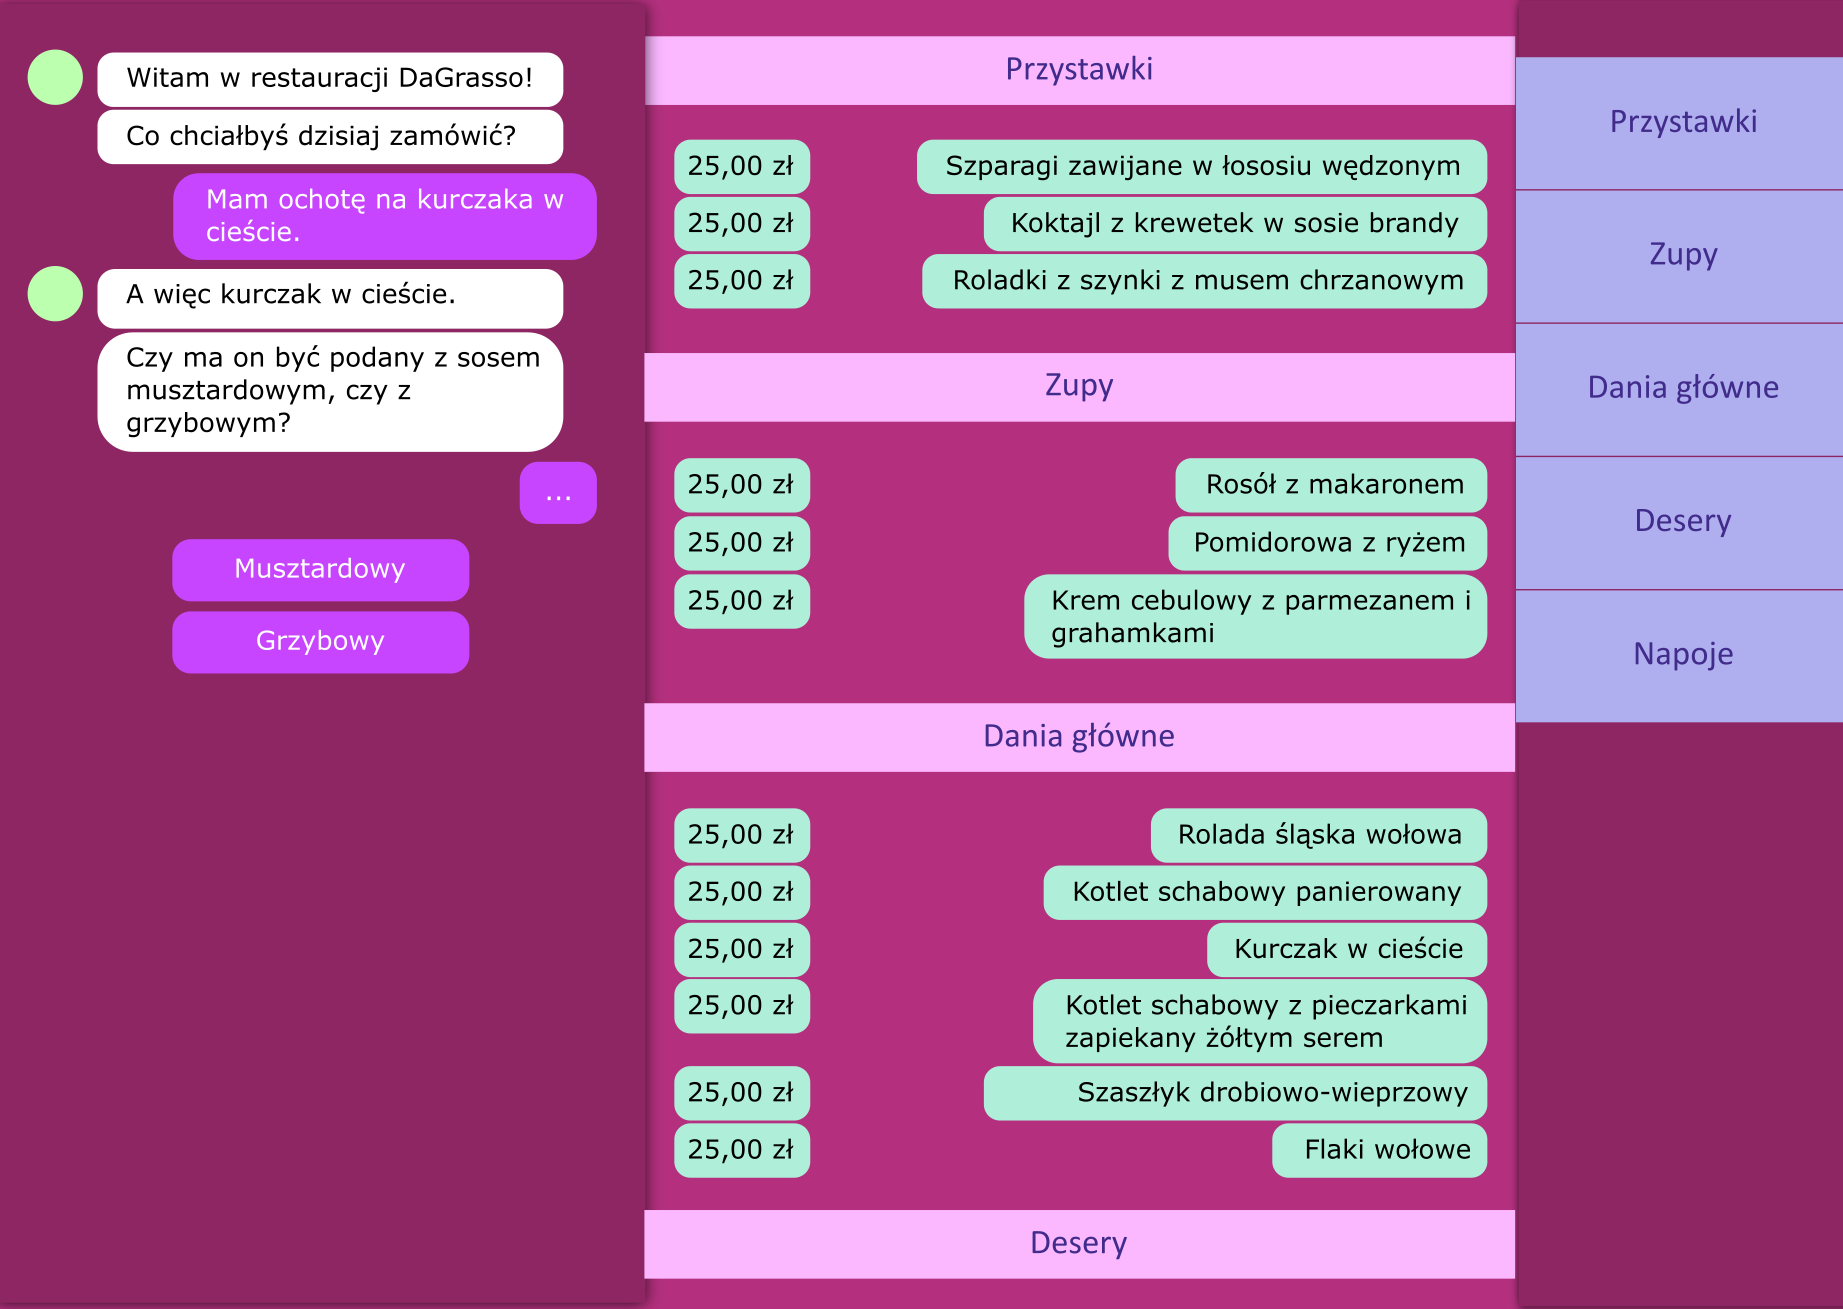 Witam w restauracji DaGrasso!
Co chciałbyś dzisiaj zamówić?
Mam ochotę na kurczaka w
cieście.
A więc kurczak w cieście.
Czy ma on być podany z sosem
musztardowym, czy z
grzybowym?
...
Musztardowy
Grzybowy
Przystawki
25,00 zł Szparagi zawijane w łososiu wędzonym
25,00 zł Koktajl z krewetek w sosie brandy
25,00 zł Roladki z szynki z musem chrzanowym
Zupy
25,00 zł Rosół z makaronem
25,00 zł Pomidorowa z ryżem
25,00 zł Krem cebulowy z parmezanem i
grahamkami
Dania główne
25,00 zł Rolada śląska wołowa
25,00 zł Kotlet schabowy panierowany
25,00 zł Kurczak w cieście
25,00 zł Kotlet schabowy z pieczarkami
zapiekany żółtym serem
25,00 zł Szaszłyk drobiowo-wieprzowy
25,00 zł Flaki wołowe
Desery
Przystawki
Zupy
Dania główne
Desery
Napoje